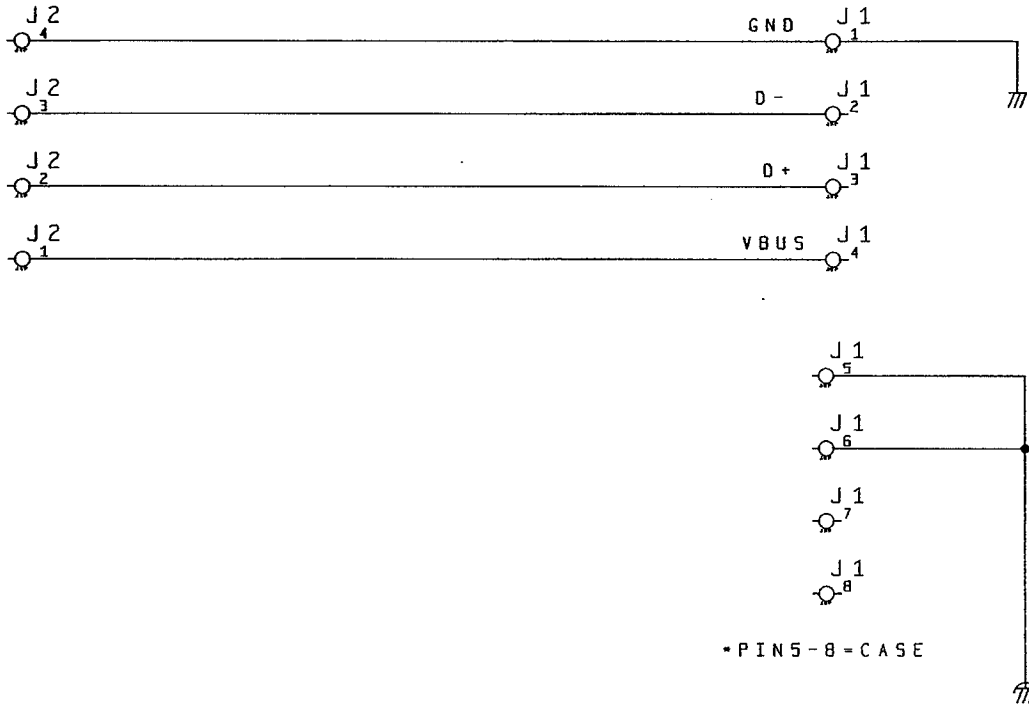 J2 4 GND J1 1
J2 3 D- J1 2
J2 2 D+ J1 3
J2 1 VBUS J1 4
J1 5
J1 6
J1 7
J1 8
*PIN5-8=CASE